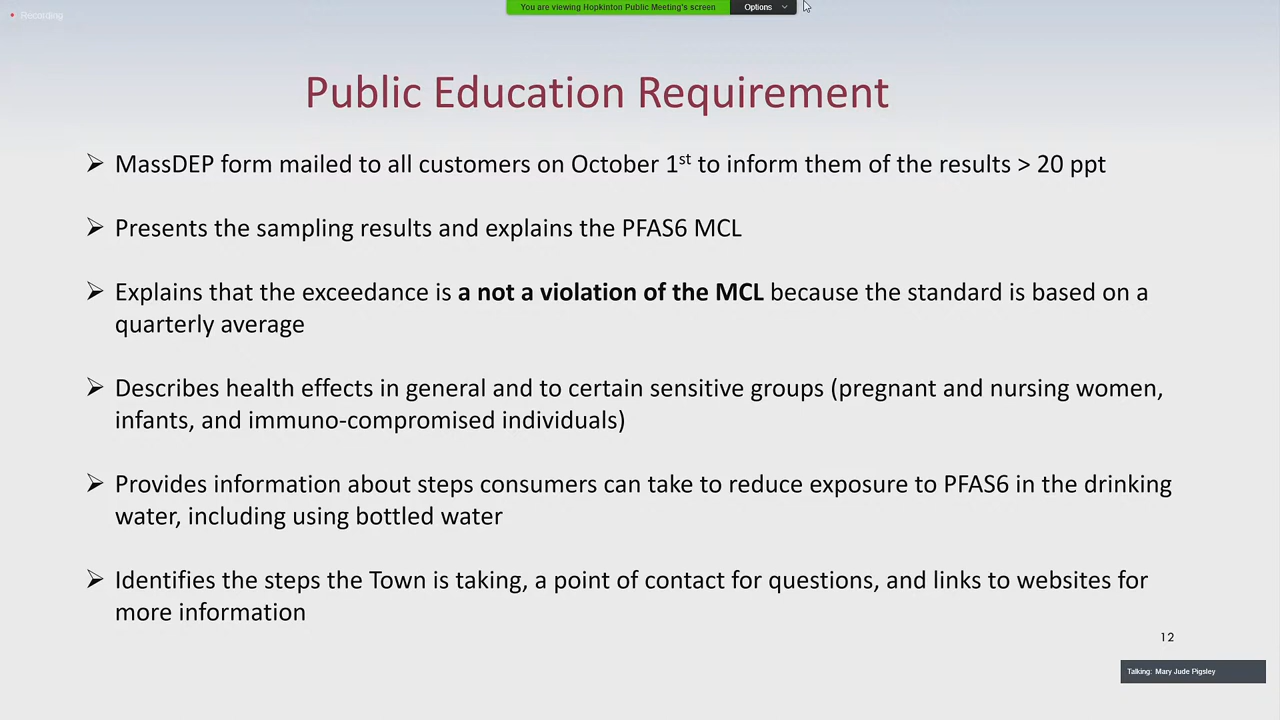 Recording
You are viewing Hopkinton Public Meeting's screen
Options
Public Education Requirement
➢ MassDEP form mailed to all customers on October 1st to inform them of the results > 20 ppt
➢ Presents the sampling results and explains the PFAS6 MCL
➢ Explains that the exceedance is a not a violation of the MCL because the standard is based on a
quarterly average
➢ Describes health effects in general and to certain sensitive groups (pregnant and nursing women,
infants, and immuno-compromised individuals)
➢ Provides information about steps consumers can take to reduce exposure to PFAS6 in the drinking
water, including using bottled water
➢ Identifies the steps the Town is taking, a point of contact for questions, and links to websites for
more information
12
Talking: Mary Jude Pigsley